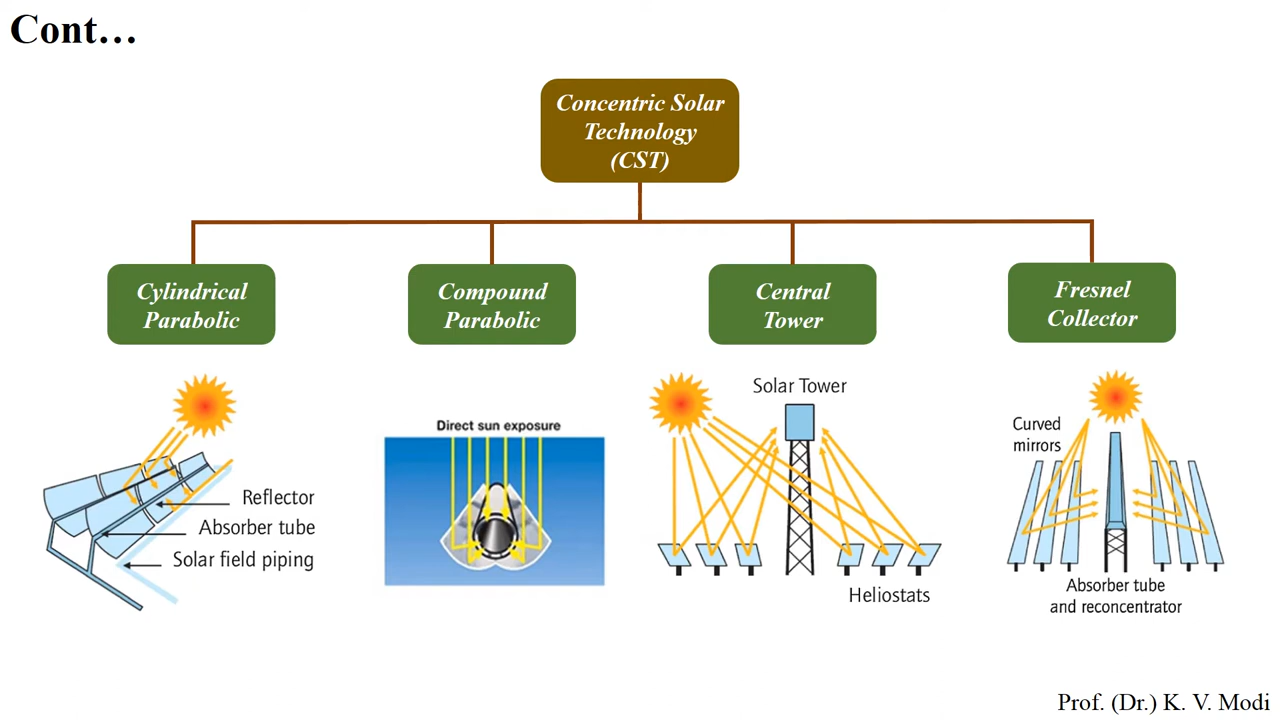 Cont…
Concentric Solar
Technology
(CST)
Cylindrical
Parabolic
Compound
Parabolic
Central
Tower
Fresnel
Collector
Reflector
Absorber tube
Solar field piping
Direct sun exposure
Solar Tower
Heliostats
Curved
mirrors
Absorber tube
and reconcentrator
Prof. (Dr.) K. V. Modi